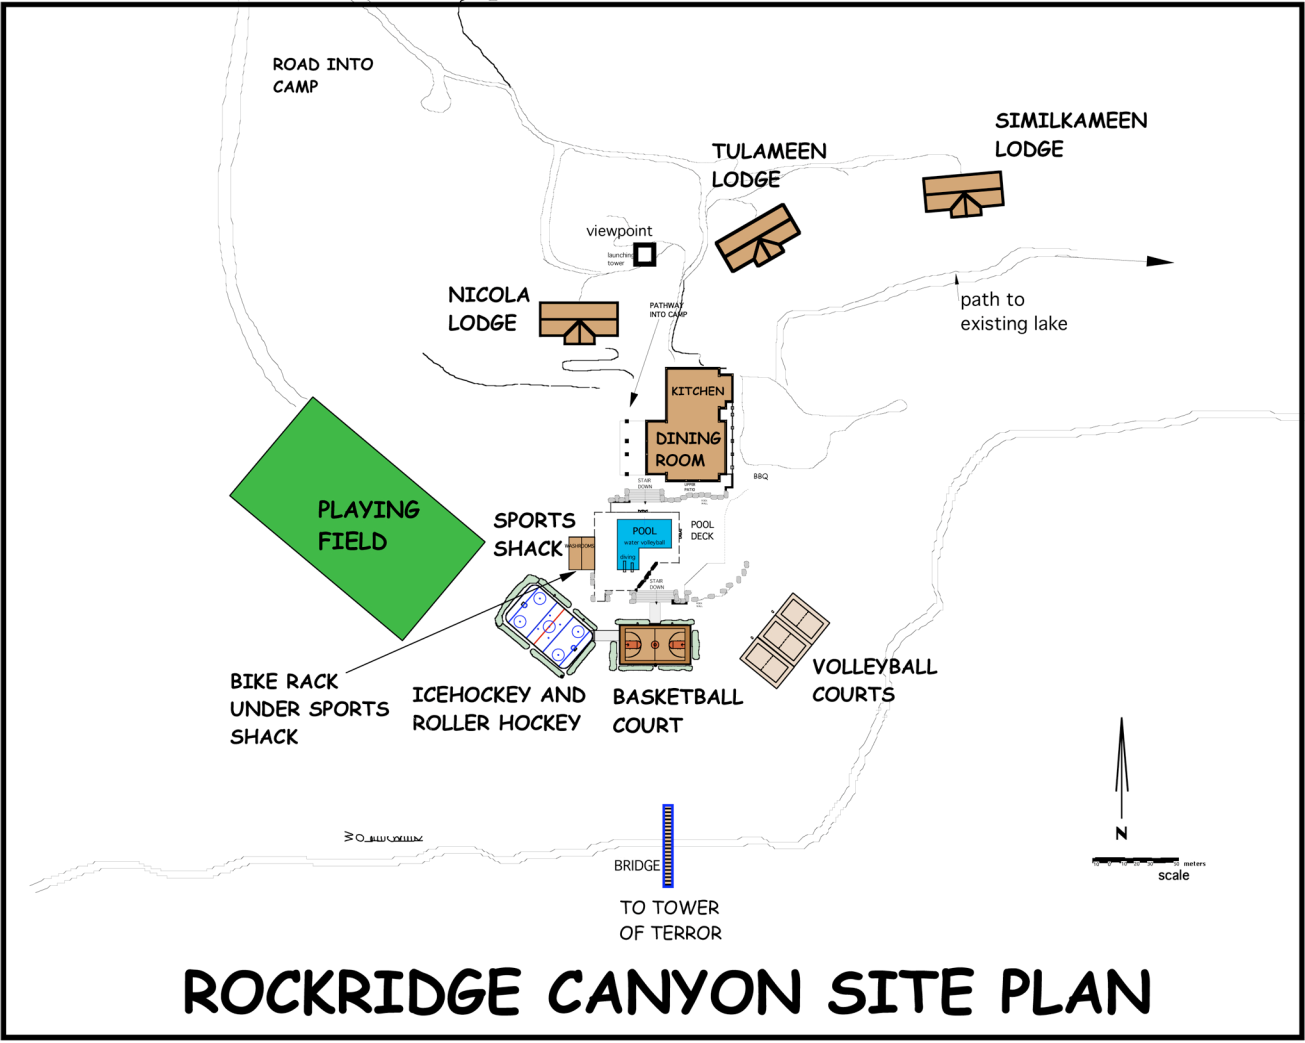 ROAD INTO
CAMP
SIMILKAMEEN
LODGE
TULAMEEN
LODGE
viewpoint
launching
tower
NICOLA
LODGE
PATHWAY
INTO CAMP
path to
existing lake
KITCHEN
DINING
ROOM
STAIR
DOWN
UPPER
PATIO
BBQ
PLAYING
FIELD
SPORTS
SHACK
WASHROOMS
POOL
water volleyball
diving
POOL
DECK
STAIR
DOWN
BIKE RACK
UNDER SPORTS
SHACK
ICEHOCKEY AND
ROLLER HOCKEY
BASKETBALL
COURT
VOLLEYBALL
COURTS
N
meters
scale
BRIDGE
TO TOWER
OF TERROR
ROCKRIDGE CANYON SITE PLAN